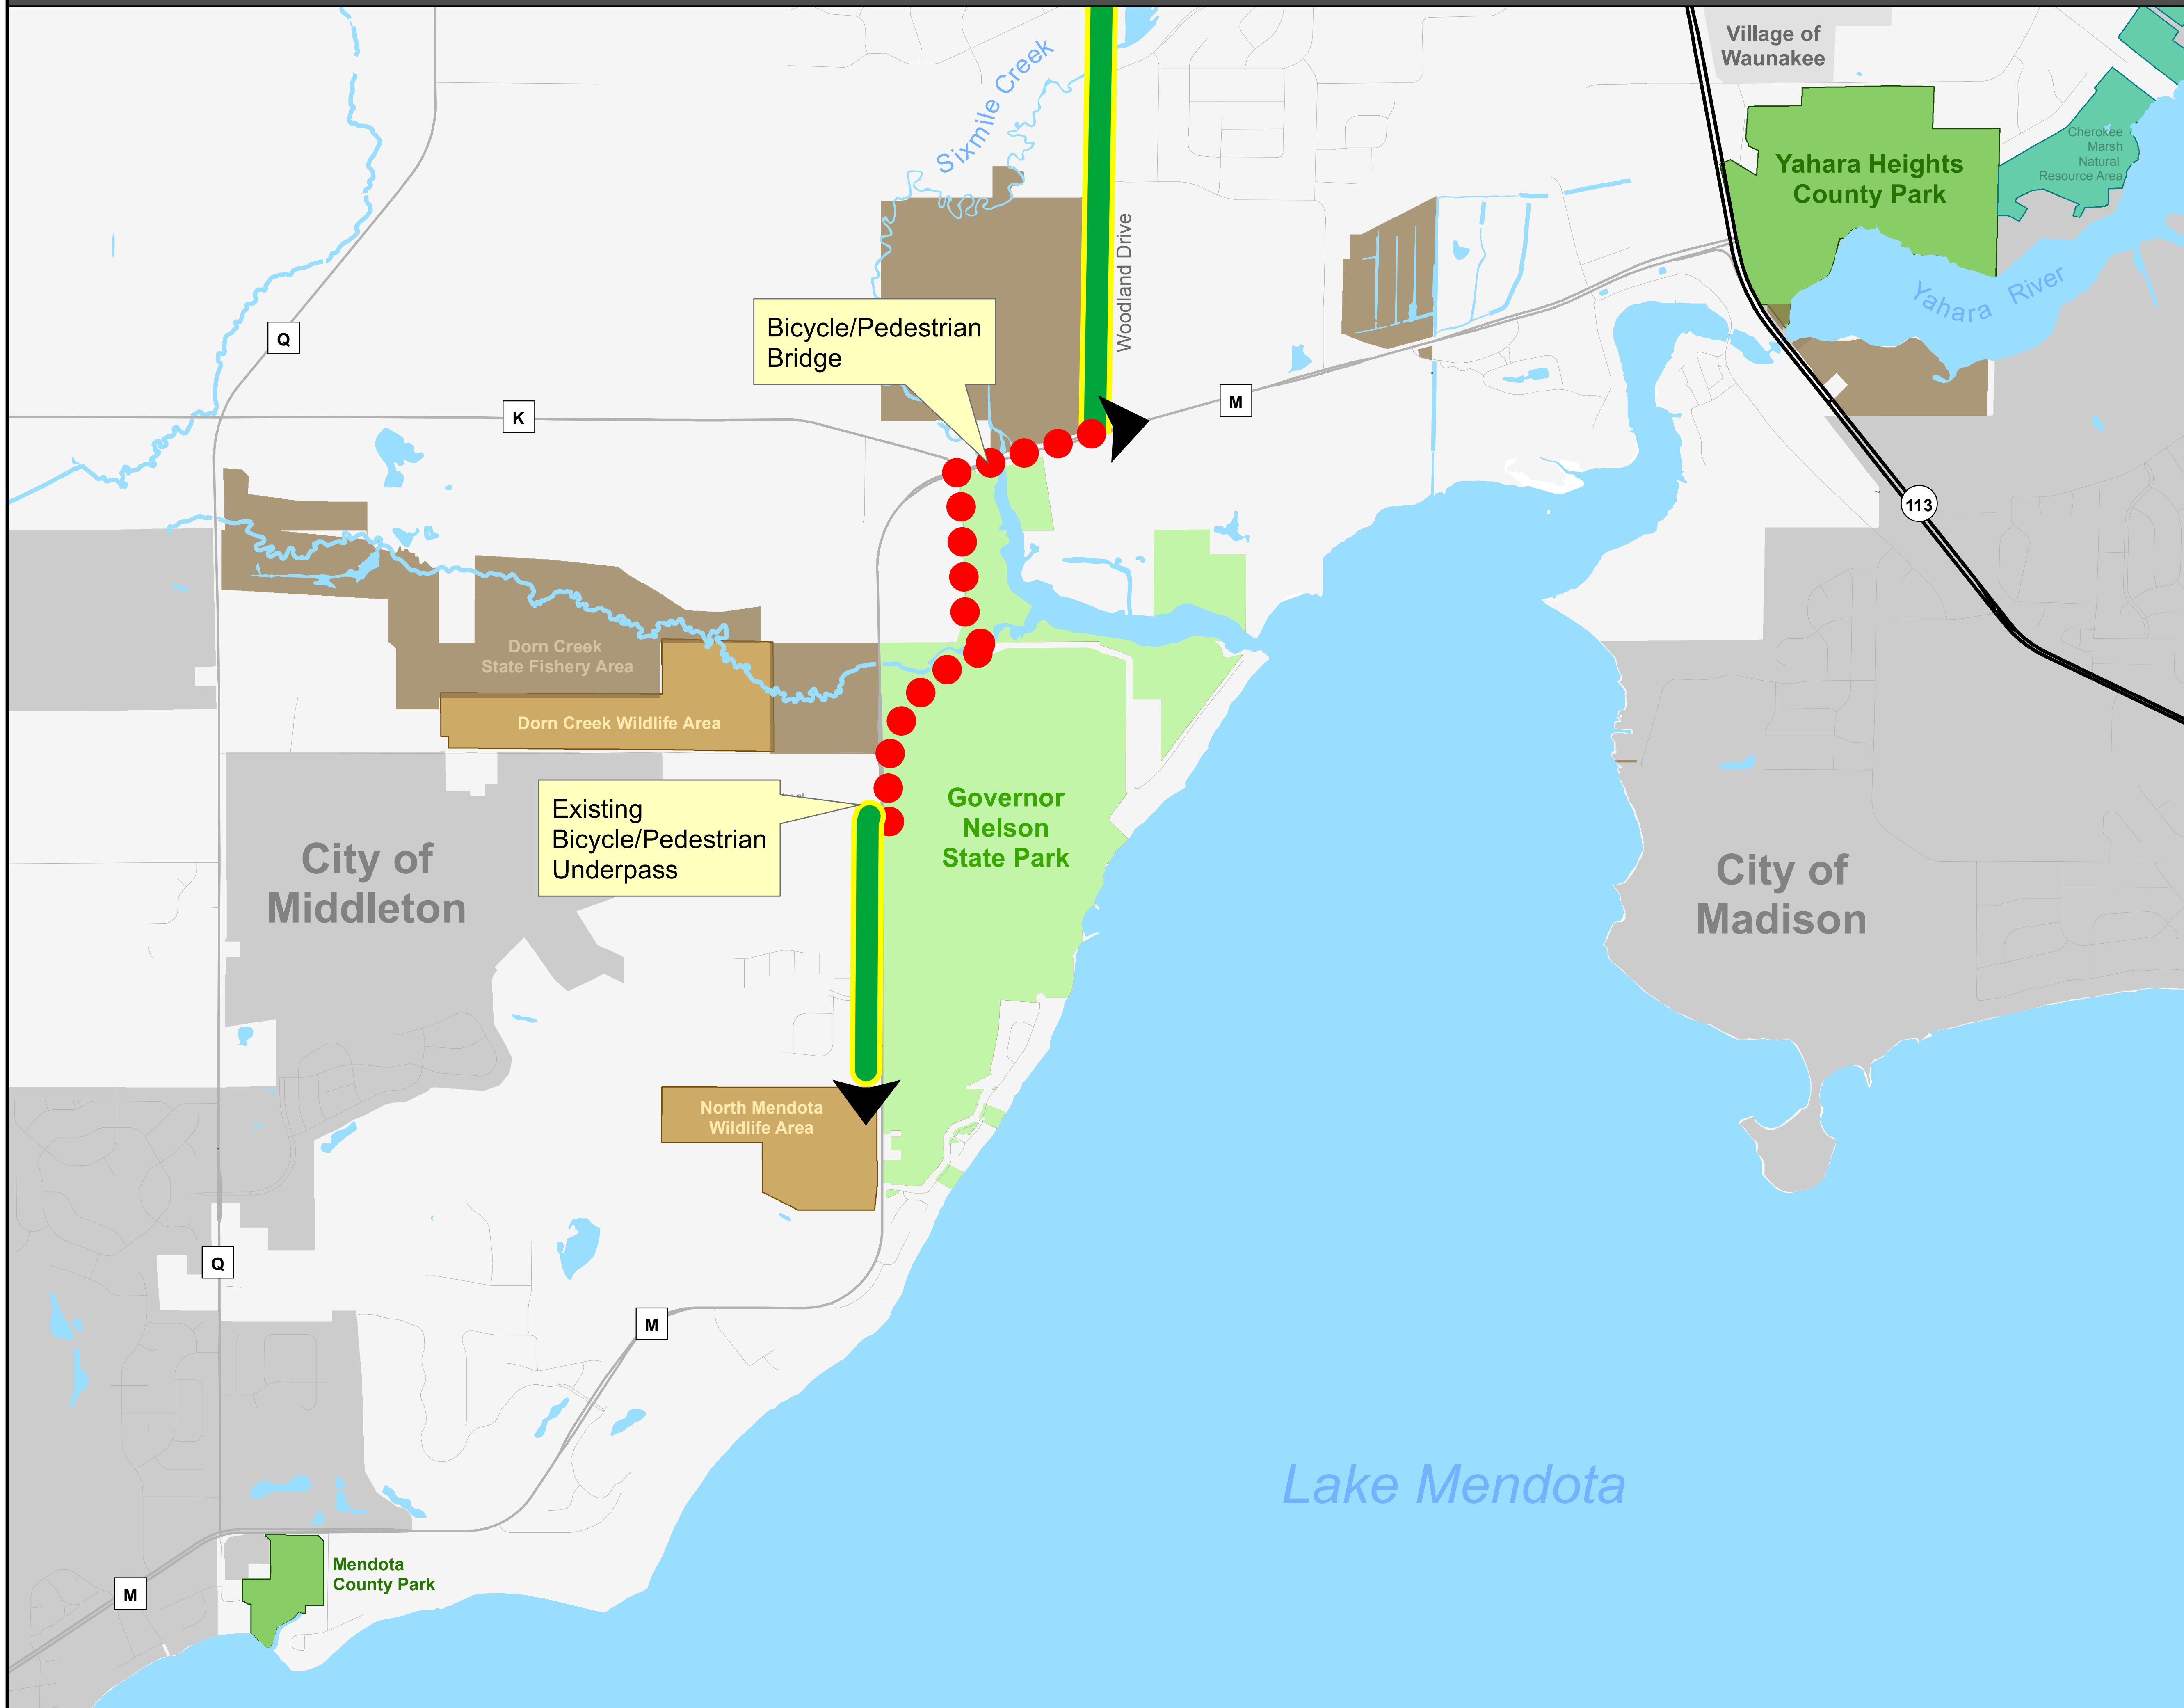 Village of
Waunakee
Sixmile Creek
Cherokee
Marsh
Natural
Resource Area
Yahara Heights
County Park
Woodland Drive
Yahara River
Bicycle/Pedestrian
Bridge
Q
K
M
113
Dorn Creek
State Fishery Area
Dorn Creek Wildlife Area
Existing
Bicycle/Pedestrian
Underpass
Governor
Nelson
State Park
City of
Middleton
City of
Madison
North Mendota
Wildlife Area
Q
M
Lake Mendota
Mendota
County Park
M